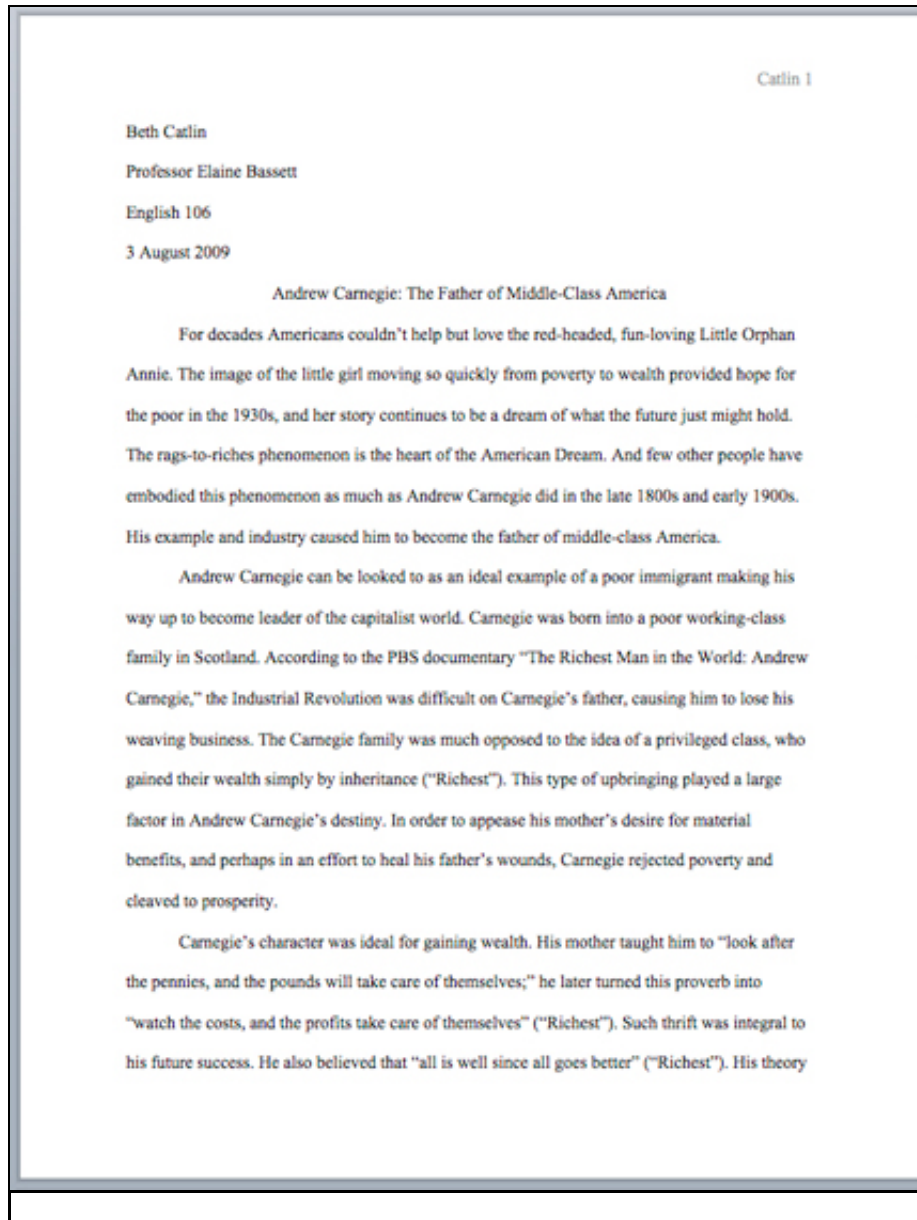 Catlin 1
Beth Catlin
Professor Elaine Bassett
English 106
3 August 2009
Andrew Carnegie: The Father of Middle-Class America
For decades Americans couldn’t help but love the red-headed, fun-loving Little Orphan
Annie. The image of the little girl moving so quickly from poverty to wealth provided hope for
the poor in the 1930s, and her story continues to be a dream of what the future just might hold.
The rags-to-riches phenomenon is the heart of the American Dream. And few other people have
embodied this phenomenon as much as Andrew Carnegie did in the late 1800s and early 1900s.
His example and industry caused him to become the father of middle-class America.
Andrew Carnegie can be looked to as an ideal example of a poor immigrant making his
way up to become leader of the capitalist world. Carnegie was born into a poor working-class
family in Scotland. According to the PBS documentary “The Richest Man in the World: Andrew
Carnegie,” the Industrial Revolution was difficult on Carnegie’s father, causing him to lose his
weaving business. The Carnegie family was much opposed to the idea of a privileged class, who
gained their wealth simply by inheritance (“Richest”). This type of upbringing played a large
factor in Andrew Carnegie’s destiny. In order to appease his mother’s desire for material
benefits, and perhaps in an effort to heal his father’s wounds, Carnegie rejected poverty and
cleaved to prosperity.
Carnegie’s character was ideal for gaining wealth. His mother taught him to “look after
the pennies, and the pounds will take care of themselves;” he later turned this proverb into
“watch the costs, and the profits take care of themselves” (“Richest”). Such thrift was integral to
his future success. He also believed that “all is well since all goes better” (“Richest”). His theory